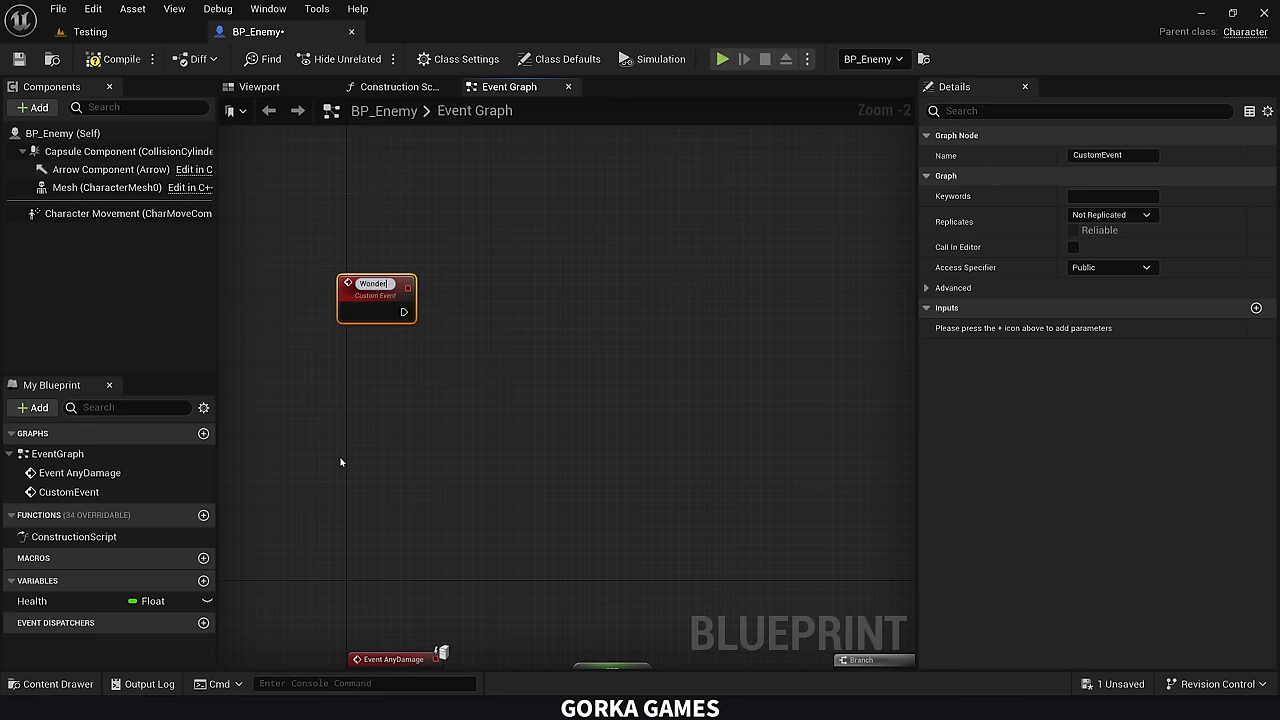 File Edit Asset View Debug Window Tools Help
Testing BP_Enemy*
Parent class: Character
Compile Diff Find Hide Unrelated Class Settings Class Defaults Simulation BP_Enemy
Components
Viewport Construction Sc... Event Graph
Details
Add Search
BP_Enemy > Event Graph
Zoom -2
Search
BP_Enemy (Self)
Capsule Component (CollisionCylinde
Arrow Component (Arrow) Edit in C
Mesh (CharacterMesh0) Edit in C++
Character Movement (CharMoveCom
Graph Node
Name CustomEvent
Graph
Keywords
Replicates Not Replicated
Reliable
Call In Editor
Access Specifier Public
Advanced
Inputs
Please press the + icon above to add parameters
Wonder
Custom Event
My Blueprint
Add Search
GRAPHS
EventGraph
Event AnyDamage
CustomEvent
FUNCTIONS (34 OVERRIDABLE)
ConstructionScript
MACROS
VARIABLES
Health Float
EVENT DISPATCHERS
BLUEPRINT
Event AnyDamage
Branch
Content Drawer Output Log Cmd Enter Console Command
1 Unsaved Revision Control
GORKA GAMES